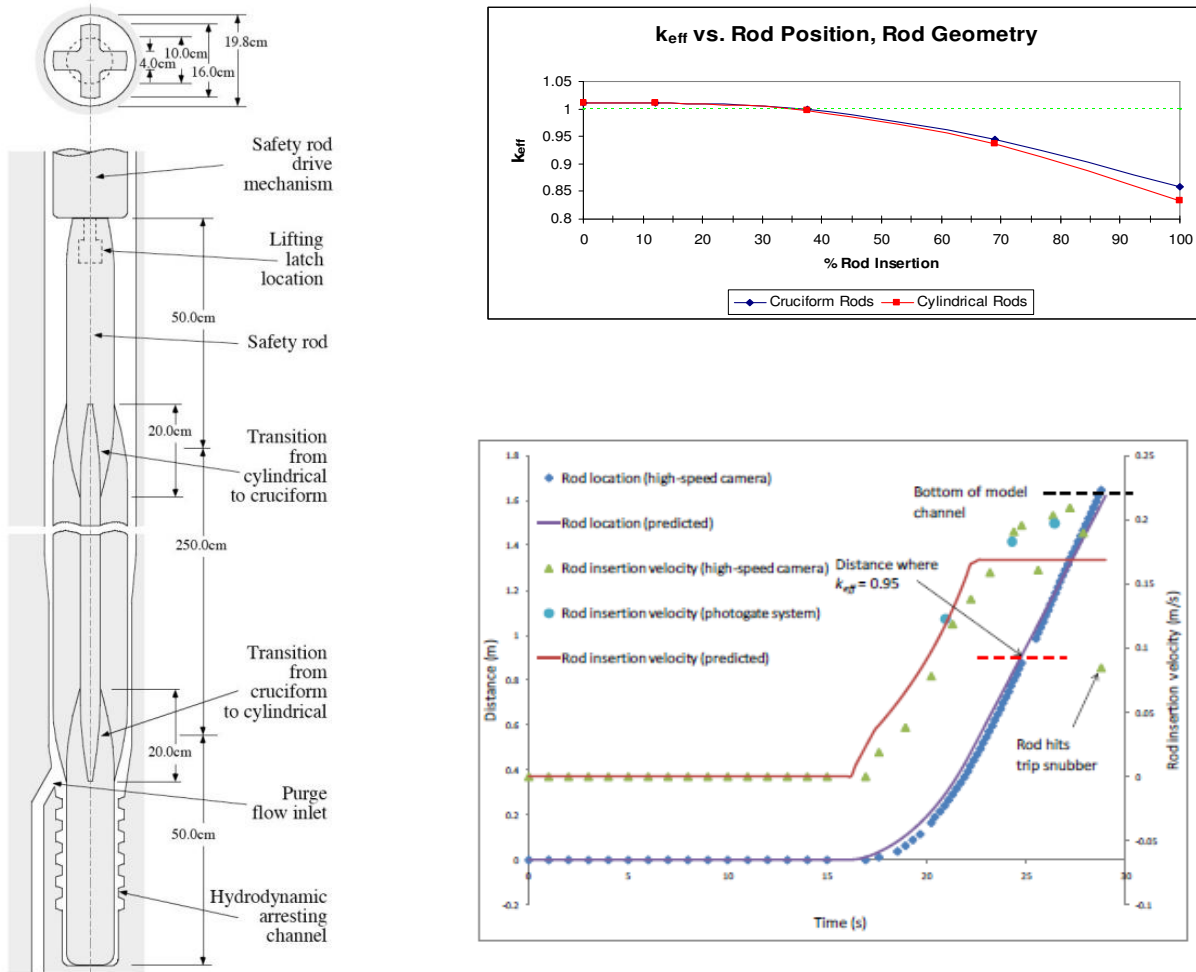 19.8cm
10.0cm
4.0cm
16.0cm
Safety rod
drive
mechanism
Lifting
latch
location
50.0cm
Safety rod
20.0cm
Transition
from
cylindrical
to cruciform
250.0cm
Transition
from
cruciform
to cylindrical
20.0cm
Purge
flow inlet
50.0cm
Hydrodynamic
arresting
channel
keff vs. Rod Position, Rod Geometry
1.05
1
0.95
0.9
0.85
0.8
keff
0 10 20 30 40 50 60 70 80 90 100
% Rod Insertion
Cruciform Rods Cylindrical Rods
1.8
1.6
1.4
1.2
1
0.8
0.6
0.4
0.2
0
-0.2
Distance (m)
Rod location (high-speed camera)
Rod location (predicted)
Rod insertion velocity (high-speed camera)
Rod insertion velocity (photogate system)
Rod insertion velocity (predicted)
Bottom of model
channel
Distance where
keff = 0.95
Rod hits
trip snubber
0.25
0.2
0.15
0.1
0.05
0
-0.05
-0.1
Rod insertion velocity (m/s)
0 5 10 15 20 25 30
Time (s)